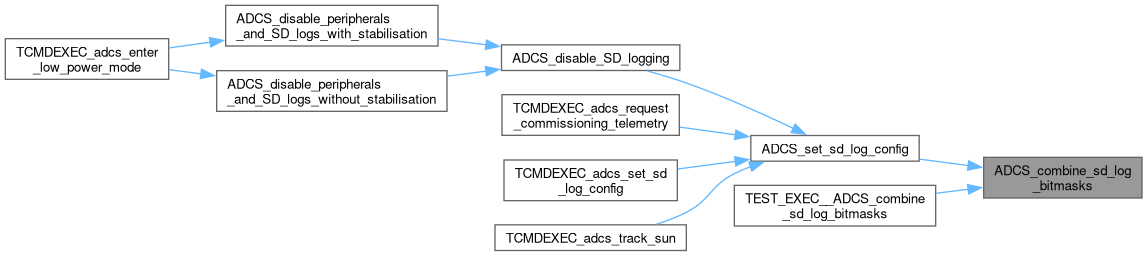 TCMDEXEC_adcs_enter
_low_power_mode
ADCS_disable_peripherals
_and_SD_logs_with_stabilisation
ADCS_disable_peripherals
_and_SD_logs_without_stabilisation
ADCS_disable_SD_logging
TCMDEXEC_adcs_request
_commissioning_telemetry
TCMDEXEC_adcs_set_sd
_log_config
TCMDEXEC_adcs_track_sun
ADCS_set_sd_log_config
TEST_EXEC__ADCS_combine
_sd_log_bitmasks
ADCS_combine_sd_log
_bitmasks